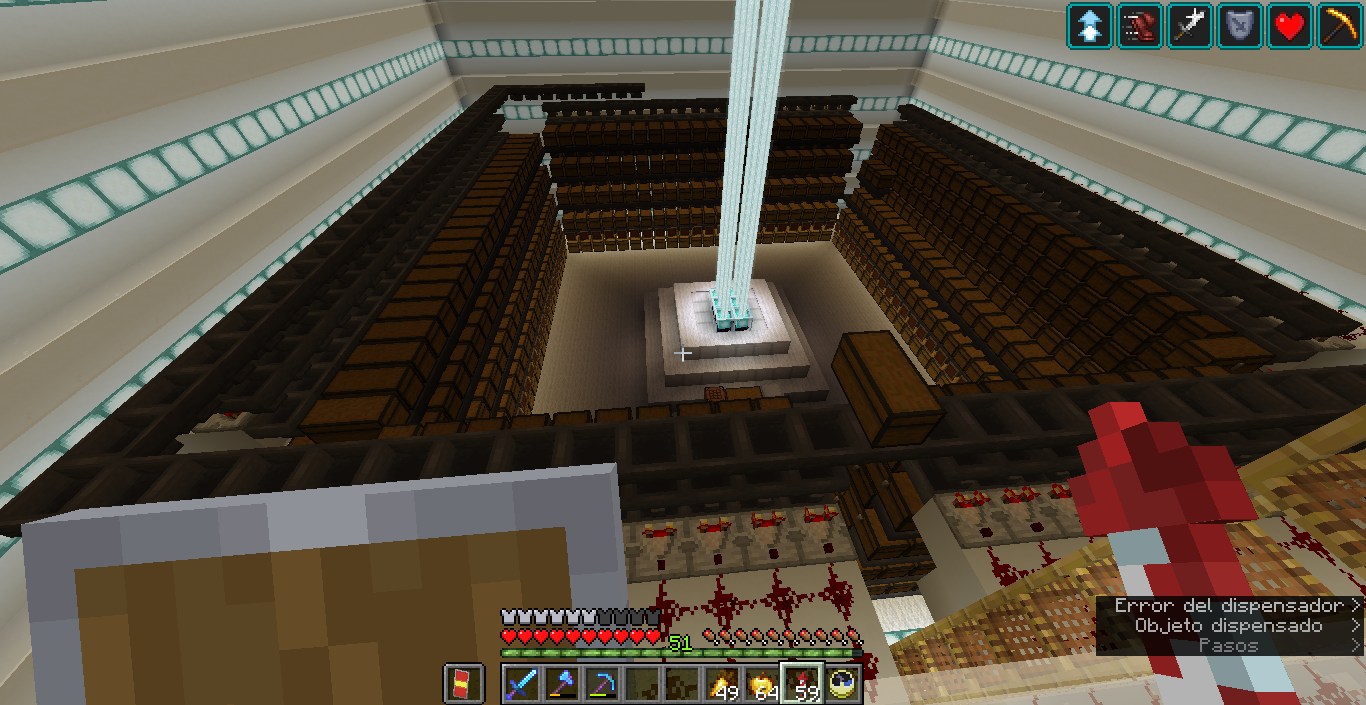 51
49
64
59
Error del dispensador >
Objeto dispensado >
Pasos >